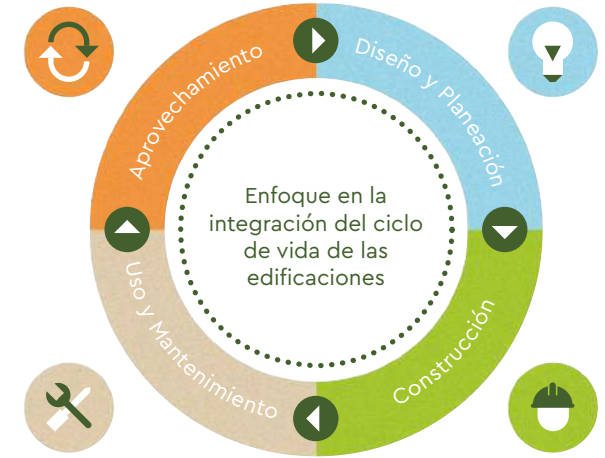 Aprovechamiento
Diseño y Planeación
Enfoque en la
integración del ciclo
de vida de las
edificaciones
Uso y Mantenimiento
Construcción